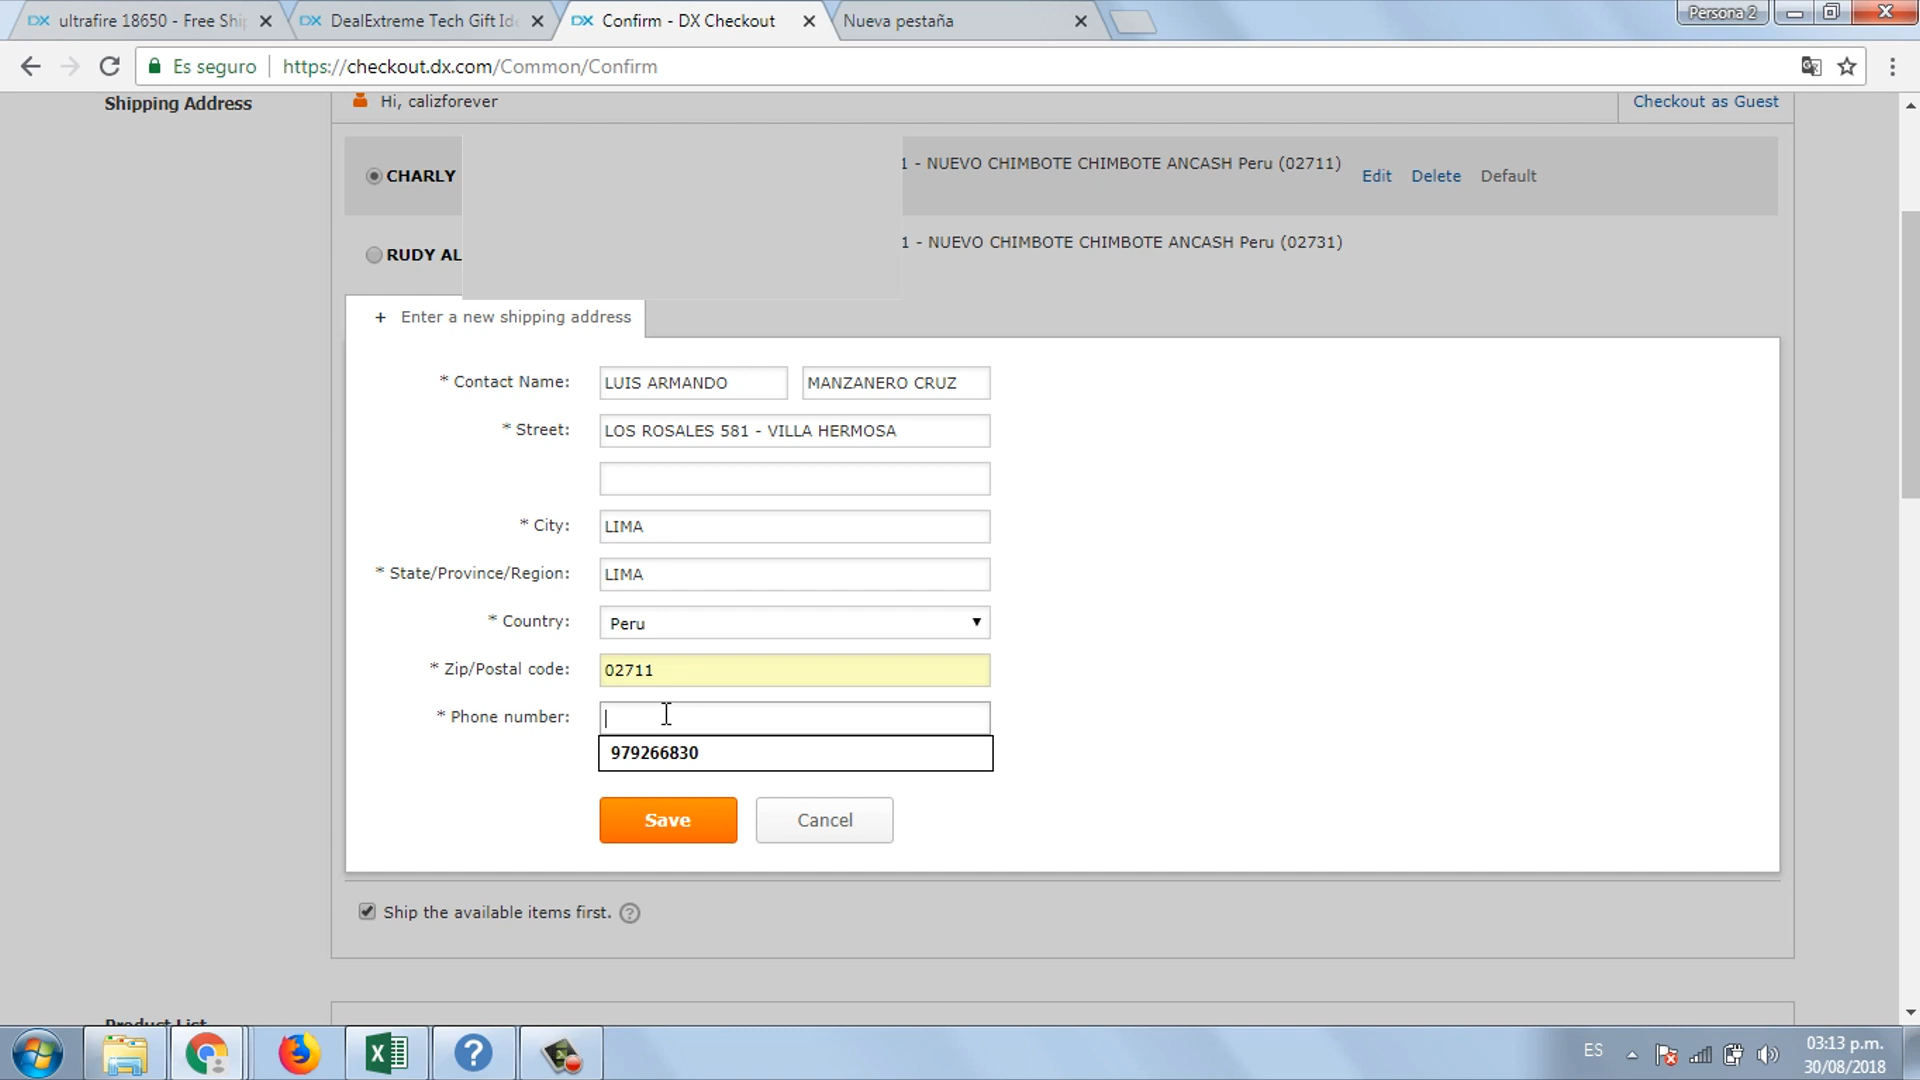 ultrafire 18650 - Free Shi
DealExtreme Tech Gift Id
Confirm - DX Checkout
Nueva pestaña
Persona 2
Es seguro
https://checkout.dx.com/Common/Confirm
Shipping Address
Hi, calizforever
Checkout as Guest
CHARLY
1 - NUEVO CHIMBOTE CHIMBOTE ANCASH Peru (02711)
Edit Delete Default
RUDY AL
1 - NUEVO CHIMBOTE CHIMBOTE ANCASH Peru (02731)
+ Enter a new shipping address
* Contact Name: LUIS ARMANDO MANZANERO CRUZ
* Street: LOS ROSALES 581 - VILLA HERMOSA
* City: LIMA
* State/Province/Region: LIMA
* Country: Peru
* Zip/Postal code: 02711
* Phone number:
979266830
Save Cancel
Ship the available items first. ?
Product List
ES
03:13 p.m.
30/08/2018